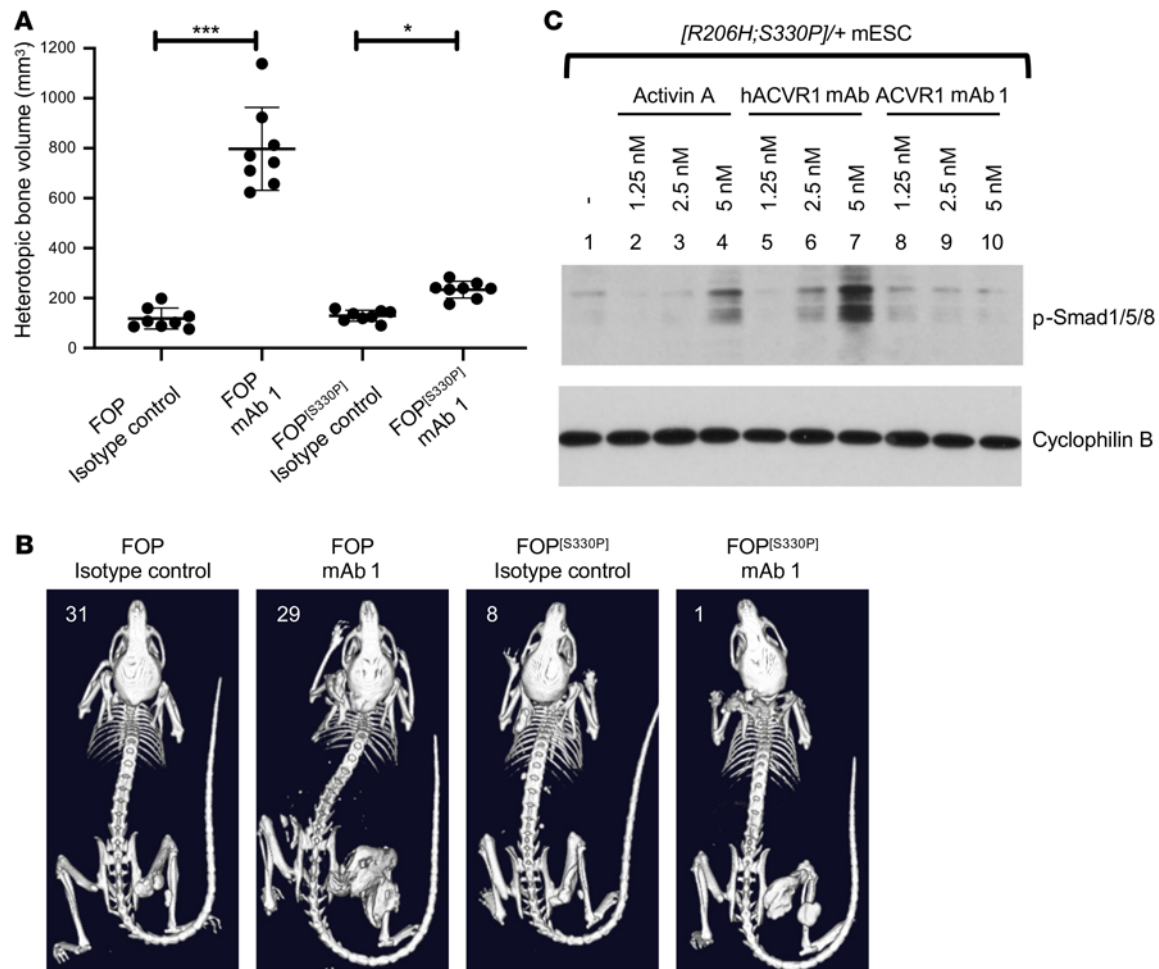 A
***
*
Heterotopic bone volume (mm³)
1200
1000
800
600
400
200
0
FOP
Isotype control
FOP
mAb 1
FOP[S330P]
Isotype control
FOP[S330P]
mAb 1
C
[R206H;S330P]/+ mESC
Activin A hACVR1 mAb ACVR1 mAb 1
- 1.25 nM 2.5 nM 5 nM 1.25 nM 2.5 nM 5 nM 1.25 nM 2.5 nM 5 nM
1 2 3 4 5 6 7 8 9 10
p-Smad1/5/8
Cyclophilin B
B
FOP
Isotype control
FOP
mAb 1
FOP[S330P]
Isotype control
FOP[S330P]
mAb 1
31 29 8 1